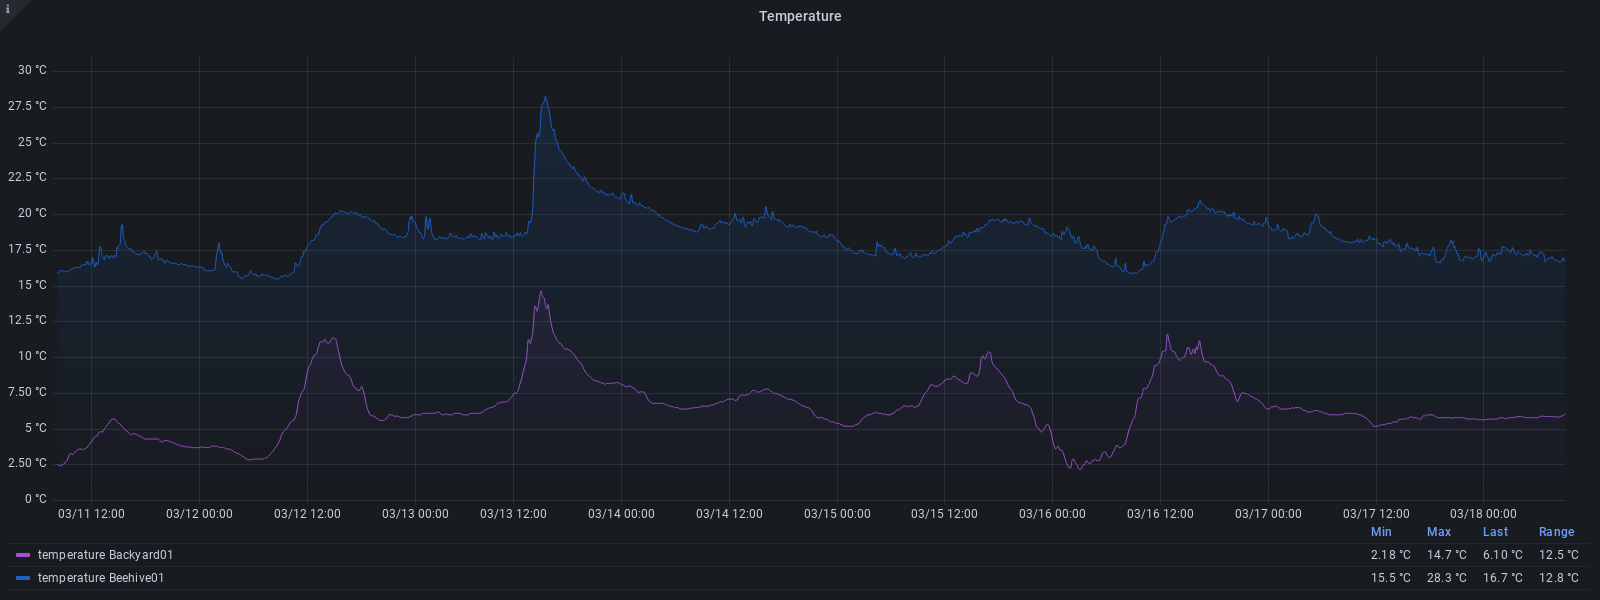 i
Temperature
30 °C
27.5 °C
25 °C
22.5 °C
20 °C
17.5 °C
15 °C
12.5 °C
10 °C
7.50 °C
5 °C
2.50 °C
0 °C
03/11 12:00 03/12 00:00 03/12 12:00 03/13 00:00 03/13 12:00 03/14 00:00 03/14 12:00 03/15 00:00 03/15 12:00 03/16 00:00 03/16 12:00 03/17 00:00 03/17 12:00 03/18 00:00
Min Max Last Range
temperature Backyard01 2.18 °C 14.7 °C 6.10 °C 12.5 °C
temperature Beehive01 15.5 °C 28.3 °C 16.7 °C 12.8 °C